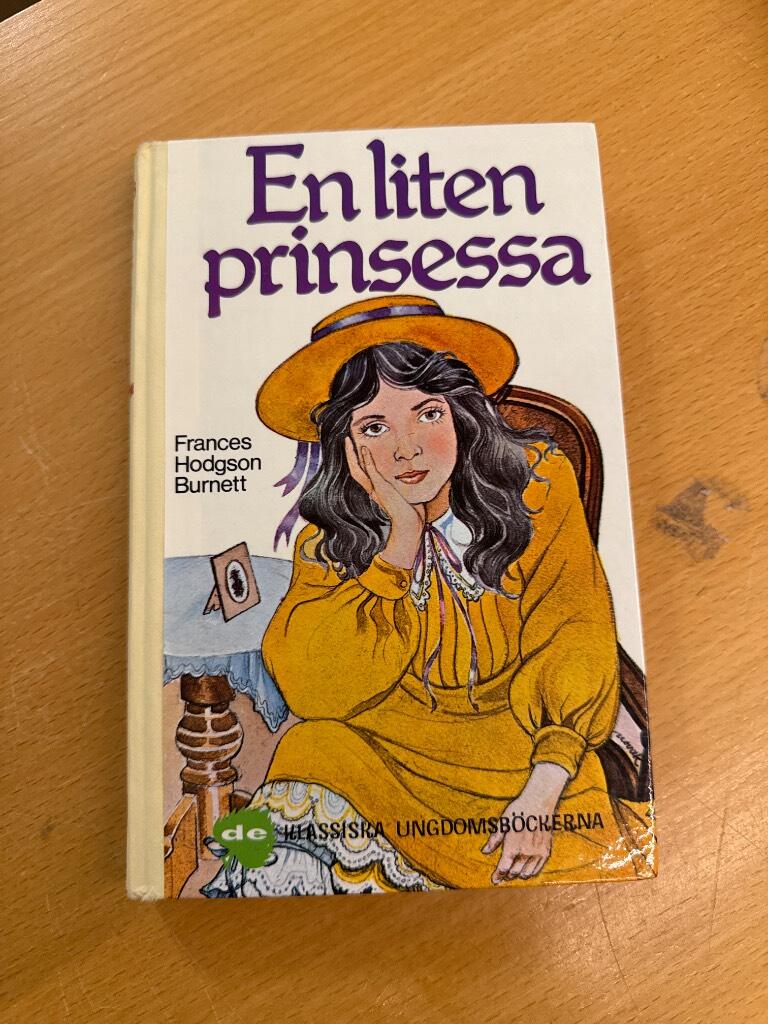 En liten
prinsessa
Frances
Hodgson
Burnett
de KLASSISKA UNGDOMSBÖCKERNA